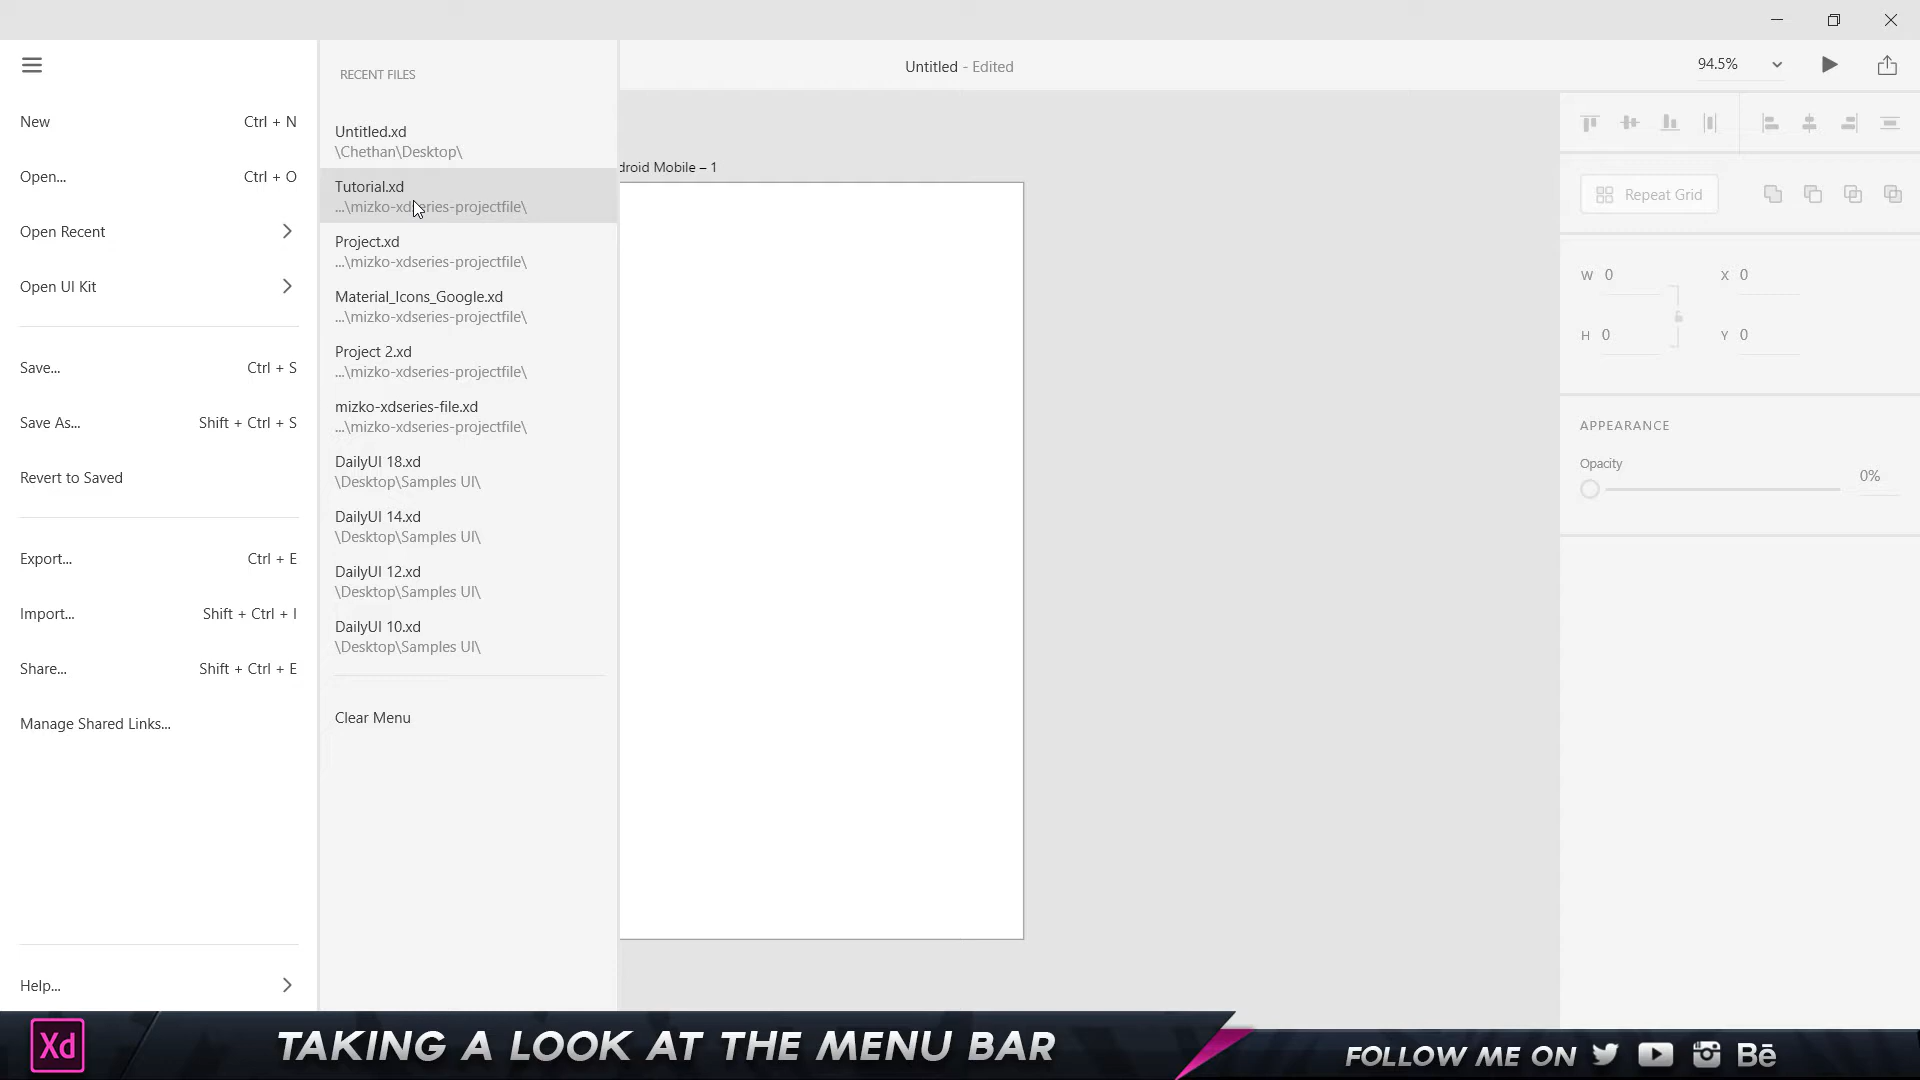 Untitled - Edited
94.5%
New Ctrl + N
Open... Ctrl + O
Open Recent
Open UI Kit
Save... Ctrl + S
Save As... Shift + Ctrl + S
Revert to Saved
Export... Ctrl + E
Import... Shift + Ctrl + I
Share... Shift + Ctrl + E
Manage Shared Links...
Help...
RECENT FILES
Untitled.xd
\Chethan\Desktop\
Tutorial.xd
...\mizko-xdseries-projectfile\
Project.xd
...\mizko-xdseries-projectfile\
Material_Icons_Google.xd
...\mizko-xdseries-projectfile\
Project 2.xd
...\mizko-xdseries-projectfile\
mizko-xdseries-file.xd
...\mizko-xdseries-projectfile\
DailyUI 18.xd
\Desktop\Samples UI\
DailyUI 14.xd
\Desktop\Samples UI\
DailyUI 12.xd
\Desktop\Samples UI\
DailyUI 10.xd
\Desktop\Samples UI\
Clear Menu
droid Mobile – 1
Repeat Grid
W 0 X 0
H 0 Y 0
APPEARANCE
Opacity
0%
Xd
TAKING A LOOK AT THE MENU BAR
FOLLOW ME ON
Bē